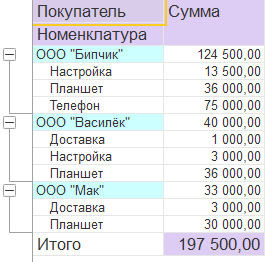 Покупатель Сумма
Номенклатура
ООО "Бипчик" 124 500,00
Настройка 13 500,00
Планшет 36 000,00
Телефон 75 000,00
ООО "Василёк" 40 000,00
Доставка 1 000,00
Настройка 3 000,00
Планшет 36 000,00
ООО "Мак" 33 000,00
Доставка 3 000,00
Планшет 30 000,00
Итого 197 500,00